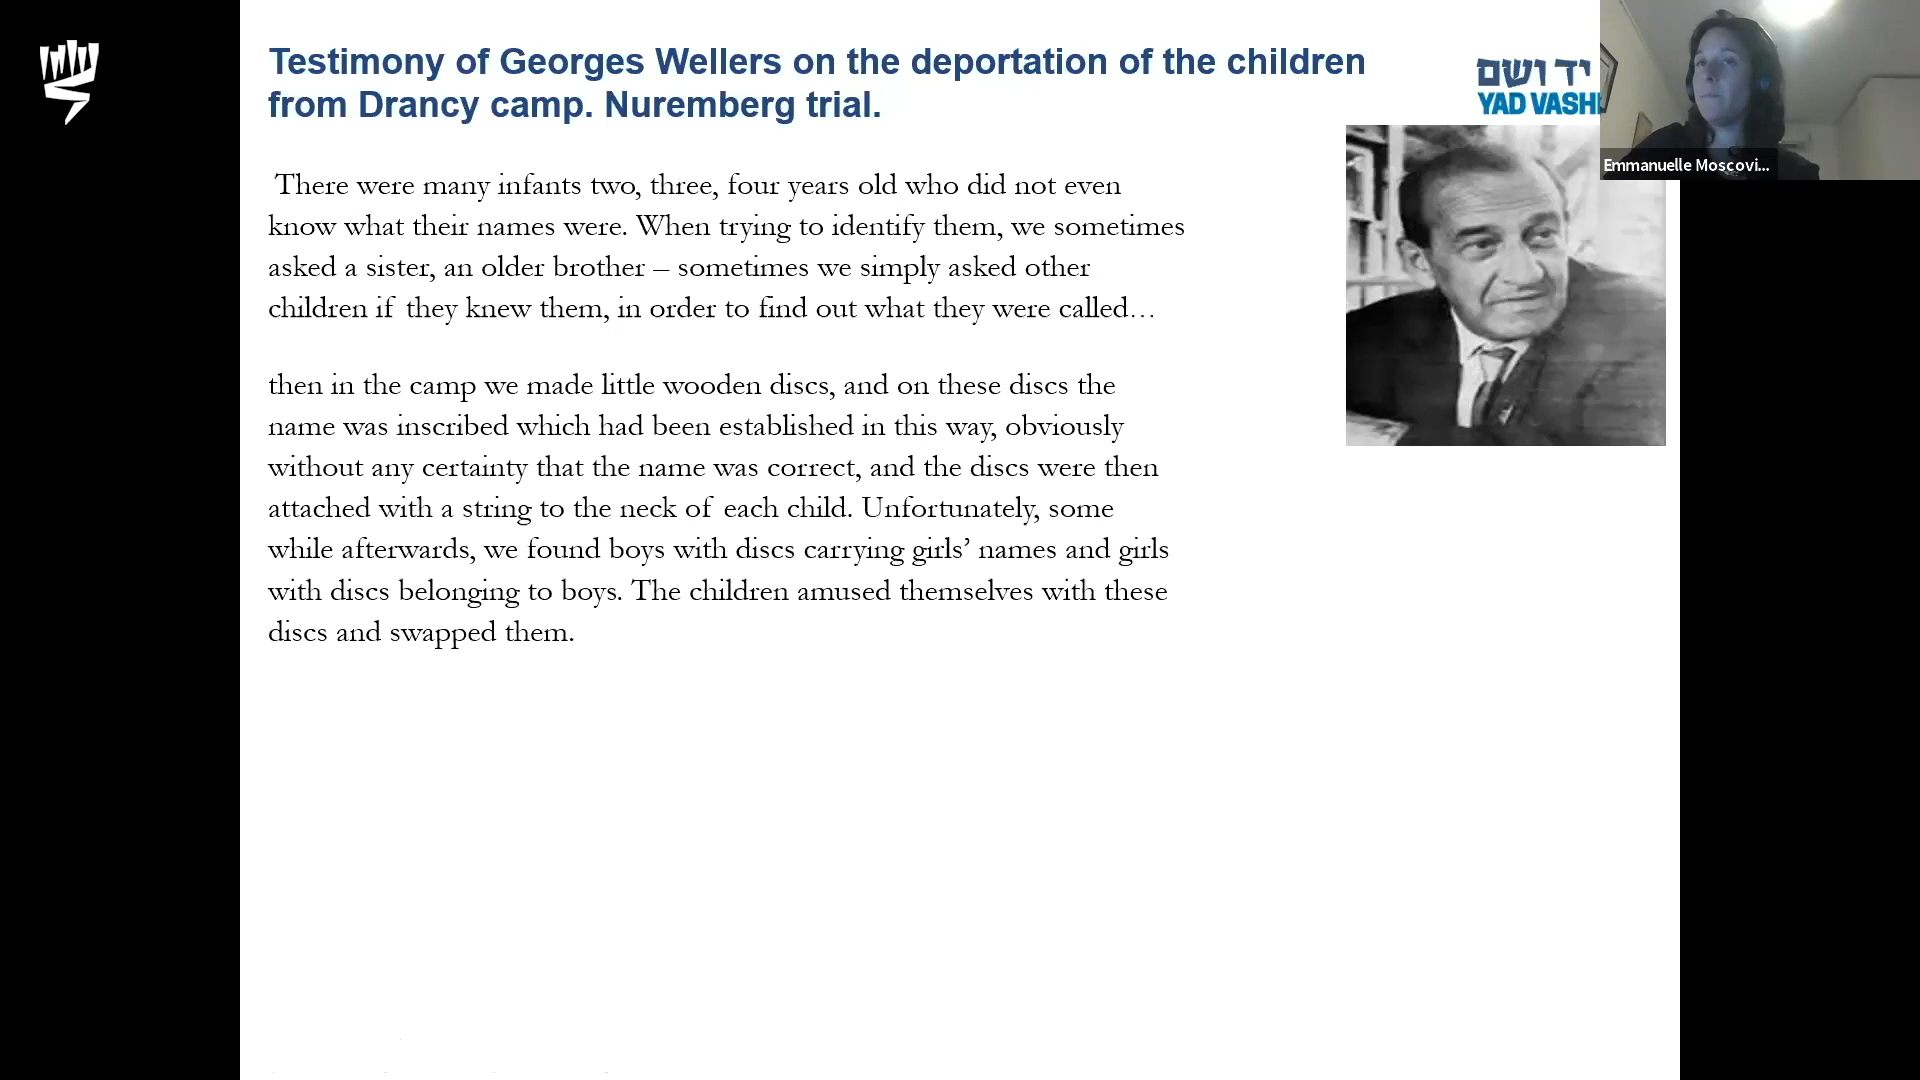 Testimony of Georges Wellers on the deportation of the children
from Drancy camp. Nuremberg trial.
יד ושם
YAD VASH
Emmanuelle Moscovi...
There were many infants two, three, four years old who did not even
know what their names were. When trying to identify them, we sometimes
asked a sister, an older brother – sometimes we simply asked other
children if they knew them, in order to find out what they were called…
then in the camp we made little wooden discs, and on these discs the
name was inscribed which had been established in this way, obviously
without any certainty that the name was correct, and the discs were then
attached with a string to the neck of each child. Unfortunately, some
while afterwards, we found boys with discs carrying girls’ names and girls
with discs belonging to boys. The children amused themselves with these
discs and swapped them.